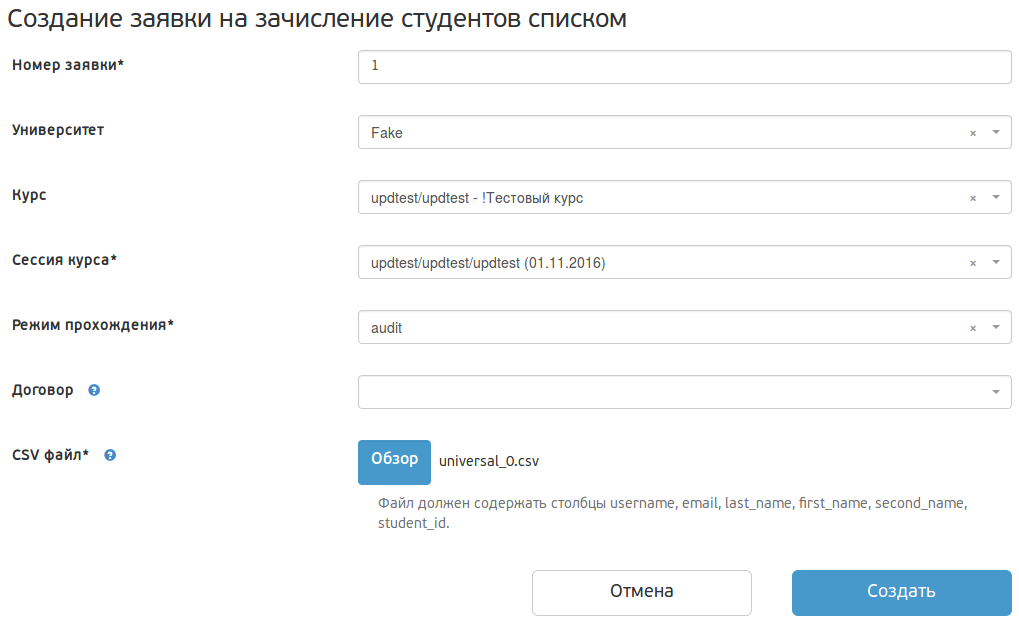 Создание заявки на зачисление студентов списком
Номер заявки* 1
Университет Fake × 
Курс updtest/updtest - !Тестовый курс ×
Сессия курса* updtest/updtest/updtest (01.11.2016) ×
Режим прохождения* audit ×
Договор ?
CSV файл* ? Обзор universal_0.csv
Файл должен содержать столбцы username, email, last_name, first_name, second_name,
student_id.
Отмена Создать